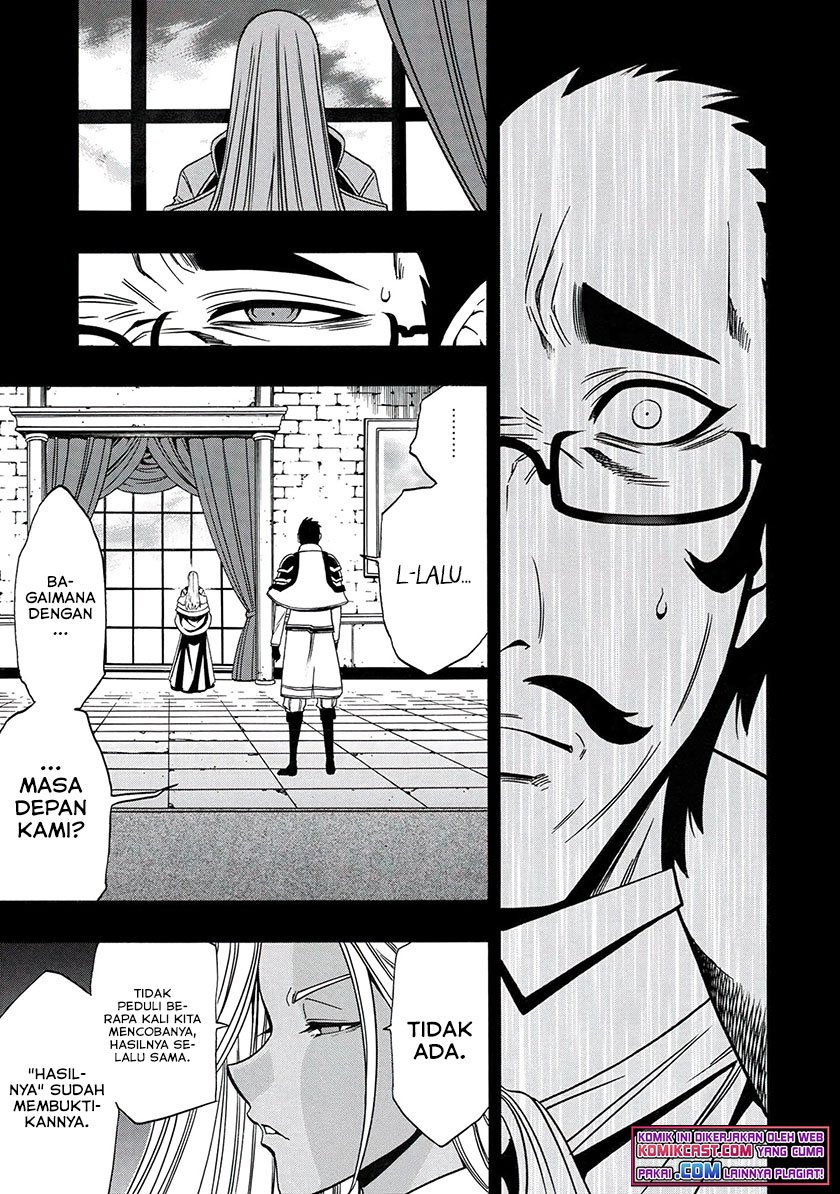 .........
L-LALU...
BA-
GAIMANA
DENGAN
...
...
MASA
DEPAN
KAMI?
TIDAK
ADA.
TIDAK
PEDULI BE-
RAPA KALI KITA
MENCOBANYA,
HASILNYA SE-
LALU SAMA.
"HASIL-
NYA" SUDAH
MEMBUKTI-
KANNYA.
KOMIK INI DIKERJAKAN OLEH WEB
KOMIKCAST.COM YANG CUMA
PAKAI .COM LAINNYA PLAGIAT!